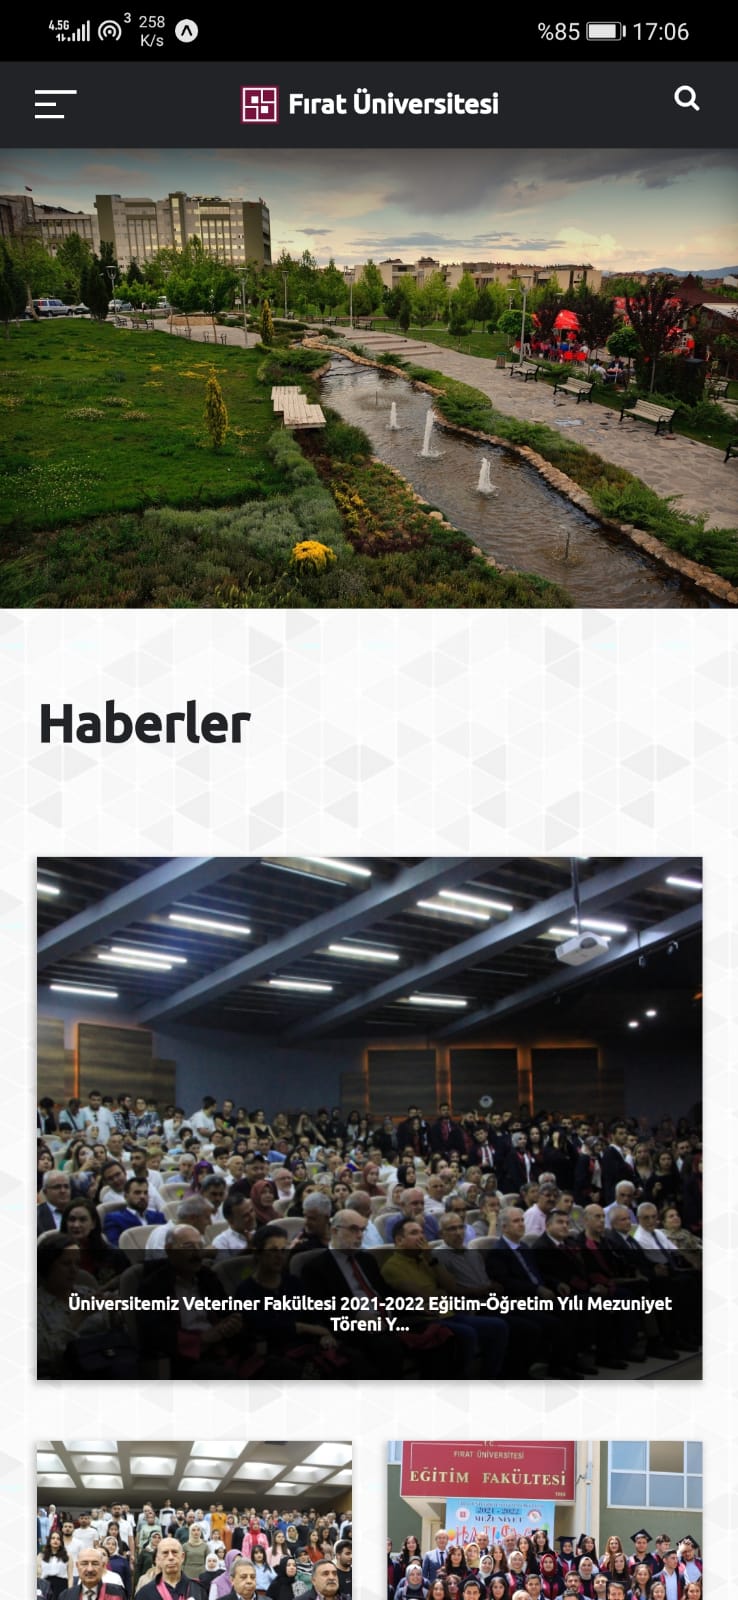 4.5G 3 258 K/s %85 17:06
Fırat Üniversitesi
Haberler
Üniversitemiz Veteriner Fakültesi 2021-2022 Eğitim-Öğretim Yılı Mezuniyet
Töreni Y...
T.C.
FIRAT ÜNİVERSİTESİ
EĞİTİM FAKÜLTESİ
2021 - 2022
MEZUNİYET